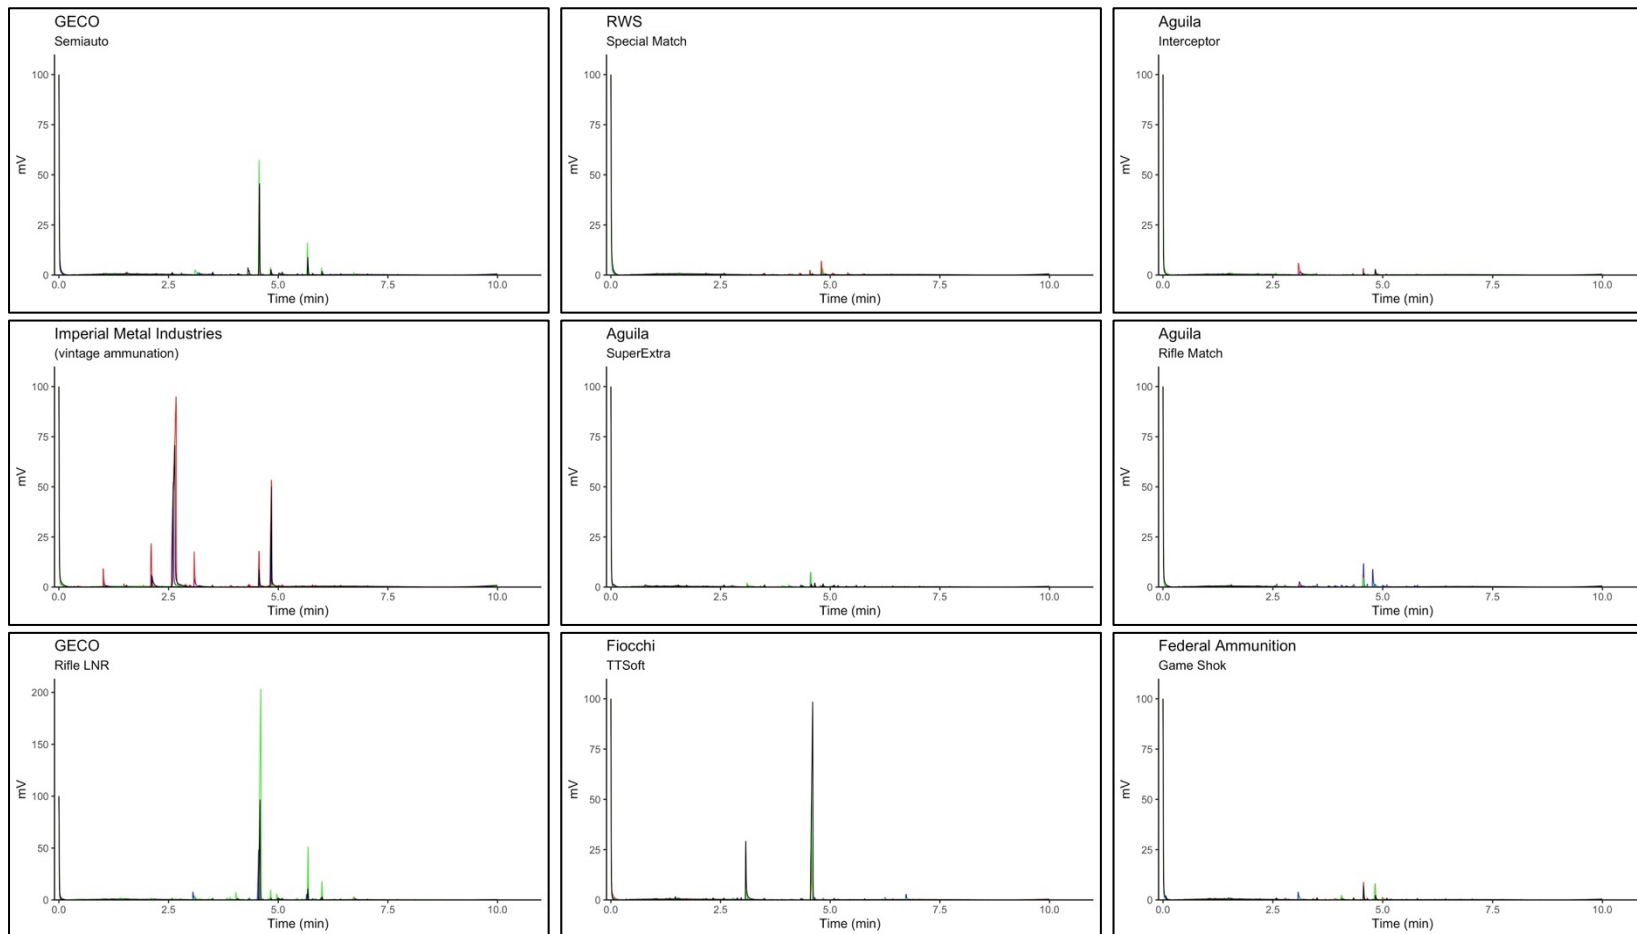 GECO
Semiauto
100
75
50
25
0
mV
0.0 2.5 5.0 7.5 10.0
Time (min)
RWS
Special Match
100
75
50
25
0
mV
0.0 2.5 5.0 7.5 10.0
Time (min)
Aguila
Interceptor
100
75
50
25
0
mV
0.0 2.5 5.0 7.5 10.0
Time (min)
Imperial Metal Industries
(vintage ammunation)
100
75
50
25
0
mV
0.0 2.5 5.0 7.5 10.0
Time (min)
Aguila
SuperExtra
100
75
50
25
0
mV
0.0 2.5 5.0 7.5 10.0
Time (min)
Aguila
Rifle Match
100
75
50
25
0
mV
0.0 2.5 5.0 7.5 10.0
Time (min)
GECO
Rifle LNR
200
150
100
50
0
mV
0.0 2.5 5.0 7.5 10.0
Time (min)
Fiocchi
TTSoft
100
75
50
25
0
mV
0.0 2.5 5.0 7.5 10.0
Time (min)
Federal Ammunition
Game Shok
100
75
50
25
0
mV
0.0 2.5 5.0 7.5 10.0
Time (min)